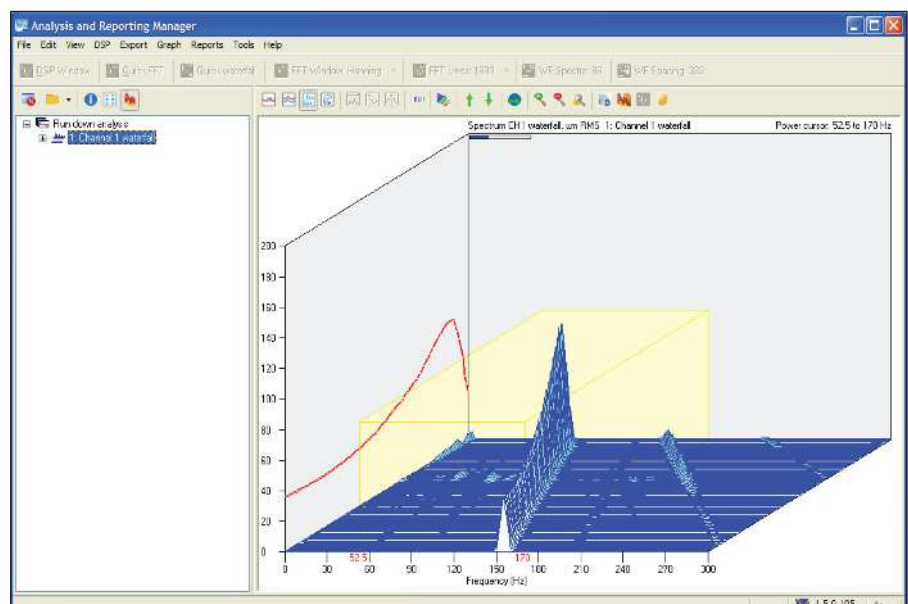 Analysis and Reporting Manager
File Edit View DSP Export Graph Reports Tools Help
DSP Window Quick FFT Quick waterfall FFT window: Hanning FFT Lines: WF Spectra: WF Spacing:
Run down analysis
1: Channel 1 waterfall
Spectrum CH1 waterfall, um RMS 1: Channel 1 waterfall
Power cursor: 52.5 to 170 Hz
200
180
160
140
120
100
80
60
40
20
0
52.5 170
0 30 60 90 120 150 180 210 240 270 300
Frequency (Hz)